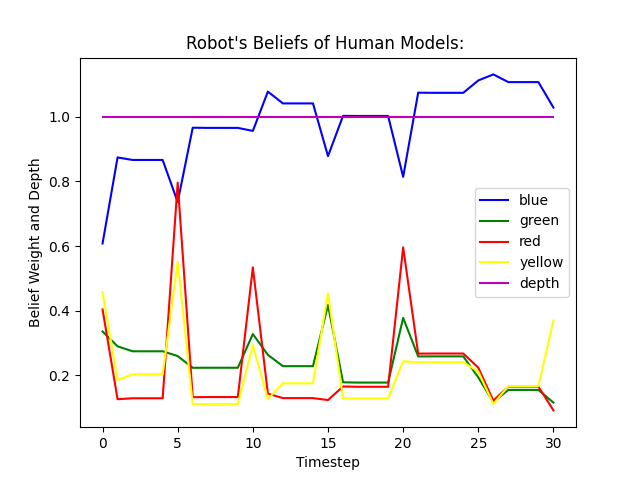 Robot's Beliefs of Human Models:
Belief Weight and Depth
1.0
0.8
0.6
0.4
0.2
blue
green
red
yellow
depth
0 5 10 15 20 25 30
Timestep